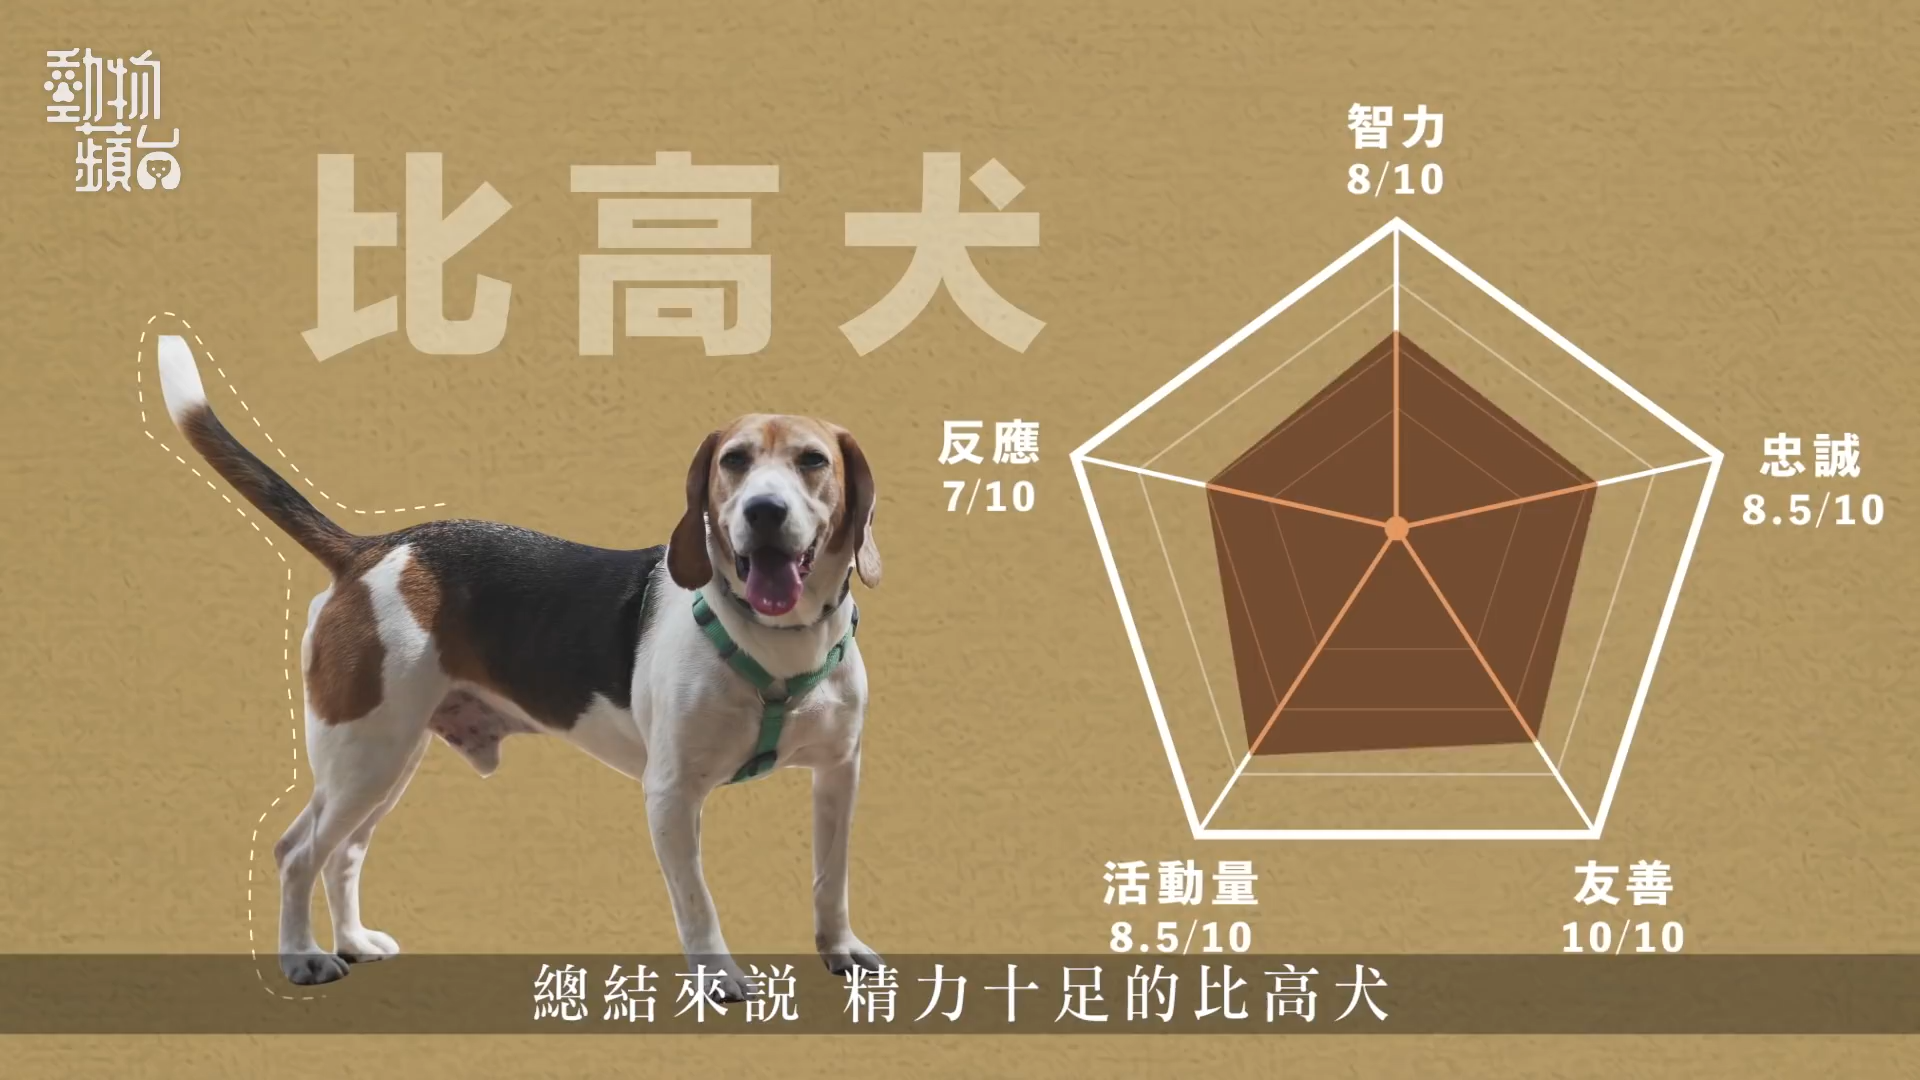 動物
蘋台
比高犬
智力
8/10
反應
7/10
忠誠
8.5/10
活動量
8.5/10
友善
10/10
總結來説 精力十足的比高犬